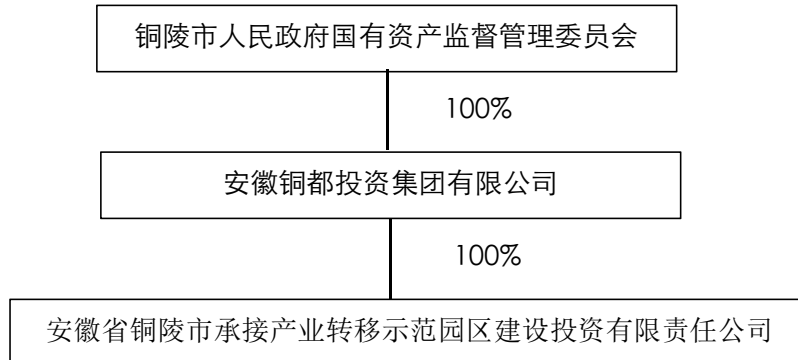 铜陵市人民政府国有资产监督管理委员会
100%
安徽铜都投资集团有限公司
100%
安徽省铜陵市承接产业转移示范园区建设投资有限责任公司